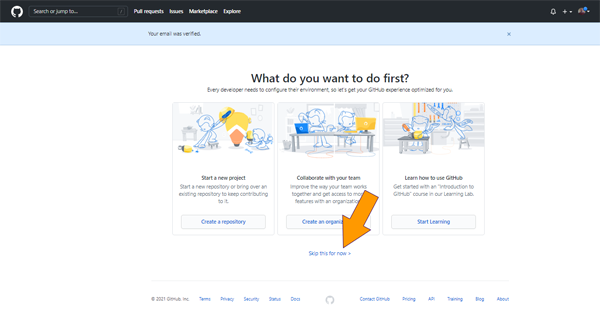 Search or jump to... /
Pull requests Issues Marketplace Explore
Your email was verified.
What do you want to do first?
Every developer needs to configure their environment, so let's get your GitHub experience optimized for you.
Start a new project
Start a new repository or bring over an
existing repository to keep contributing
to it.
Create a repository
Collaborate with your team
Improve the way your team works
together and get access to more
features with an organization.
Create an organiz
Learn how to use GitHub
Get started with an "Introduction to
GitHub" course in our Learning Lab.
Start Learning
Skip this for now >
© 2021 GitHub, Inc. Terms Privacy Security Status Docs Contact GitHub Pricing API Training Blog About